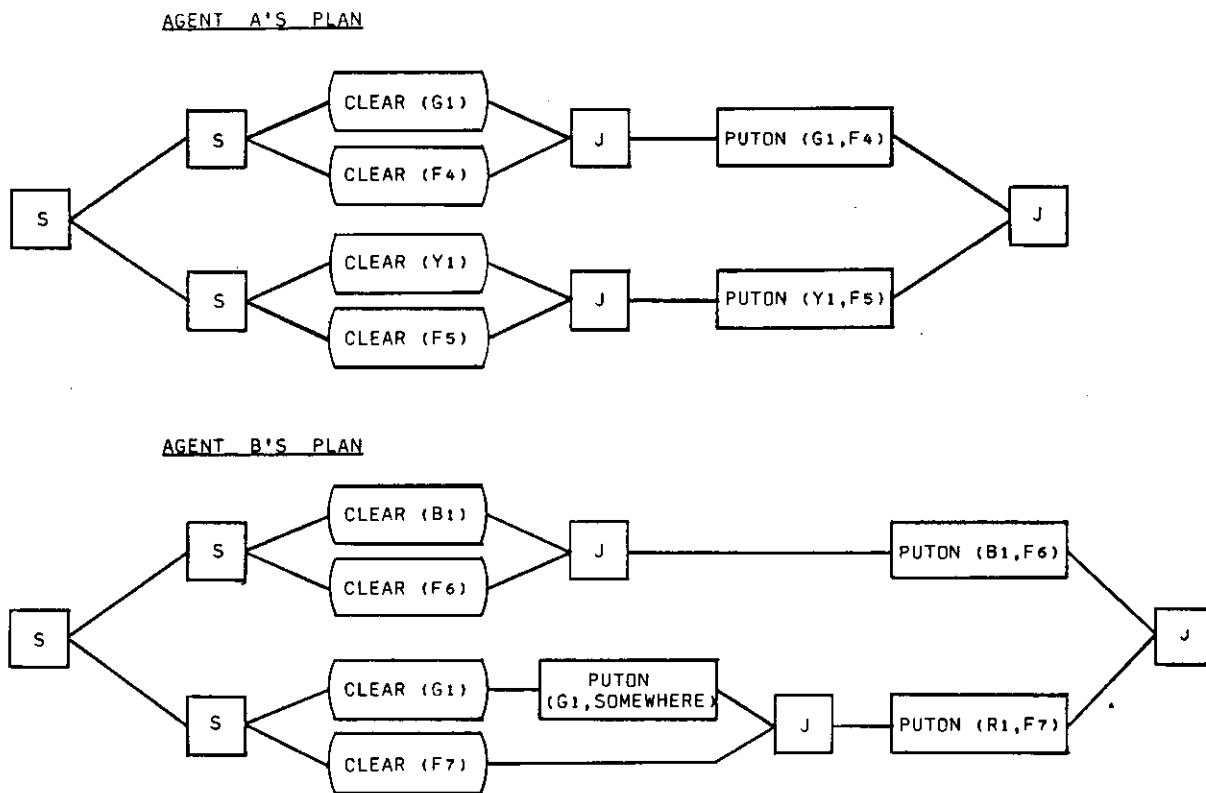 AGENT A'S PLAN
CLEAR (G1)
S
J
PUTON (G1,F4)
CLEAR (F4)
S
J
CLEAR (Y1)
S
J
PUTON (Y1,F5)
CLEAR (F5)
AGENT B'S PLAN
CLEAR (B1)
S
J
PUTON (B1,F6)
CLEAR (F6)
S
J
CLEAR (G1)
PUTON
(G1,SOMEWHERE)
S
J
PUTON (R1,F7)
CLEAR (F7)